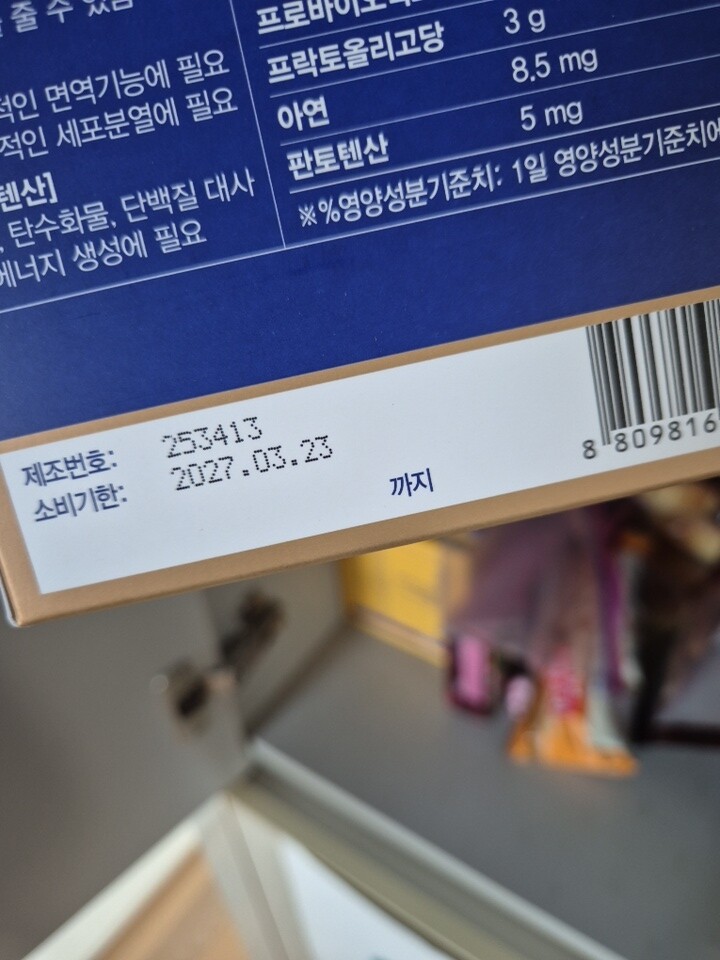 줄 수 있음
적인 면역기능에 필요
적인 세포분열에 필요
텐산]
, 탄수화물, 단백질 대사
에너지 생성에 필요
프락토올리고당 3 g
아연 8.5 mg
판토텐산 5 mg
※%영양성분기준치: 1일 영양성분기준치에
제조번호: 253413
소비기한: 2027.03.23 까지
8 809816